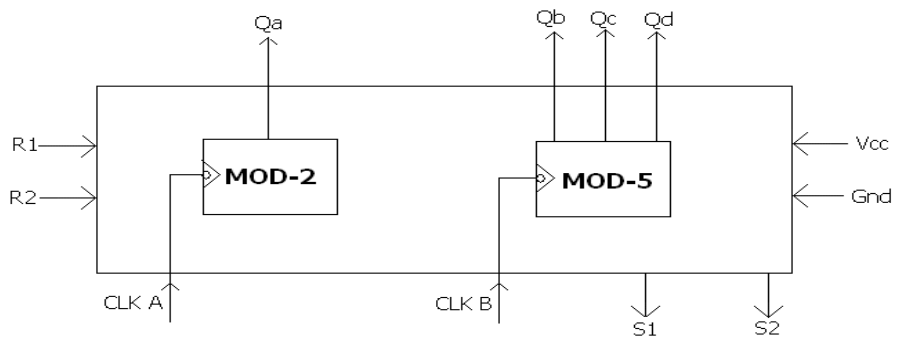 Qa
Qb Qc Qd
R1
R2
MOD-2
MOD-5
Vcc
Gnd
CLK A
CLK B
S1
S2